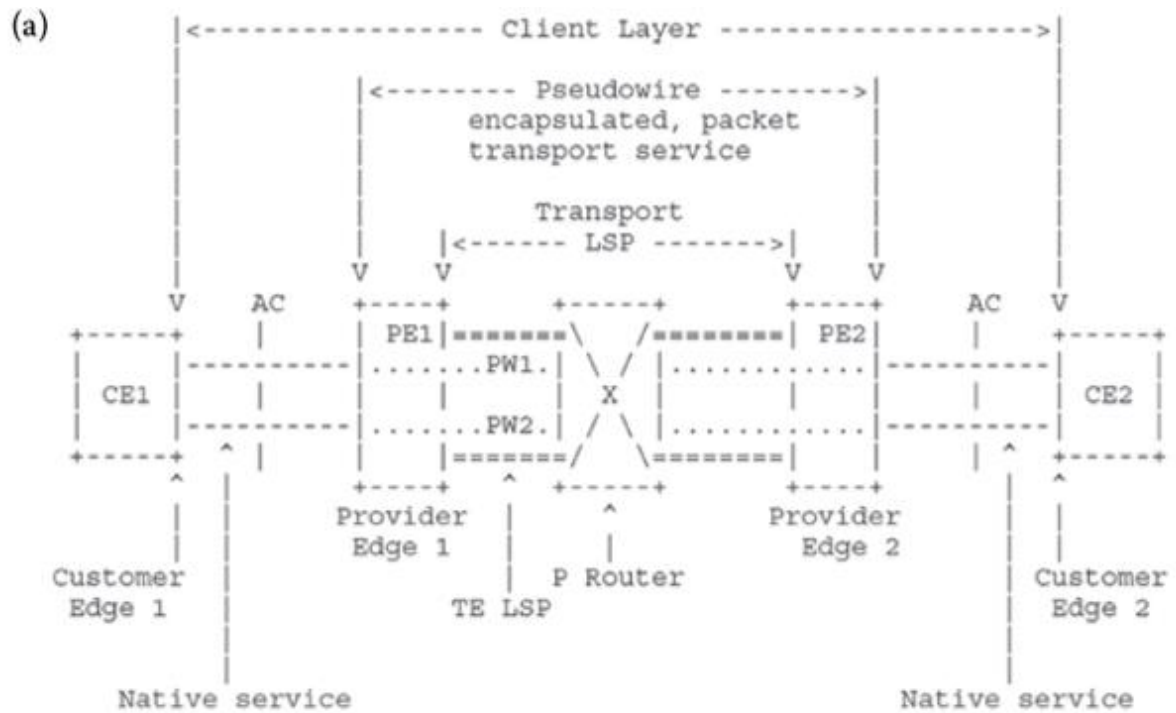 (a)
Client Layer
Pseudowire
encapsulated, packet
transport service
Transport
LSP
V V V V
V AC AC V
PE1 PE2
PW1
CE1 X CE2
PW2
Provider Provider
Edge 1 Edge 2
Customer P Router Customer
Edge 1 TE LSP Edge 2
Native service Native service